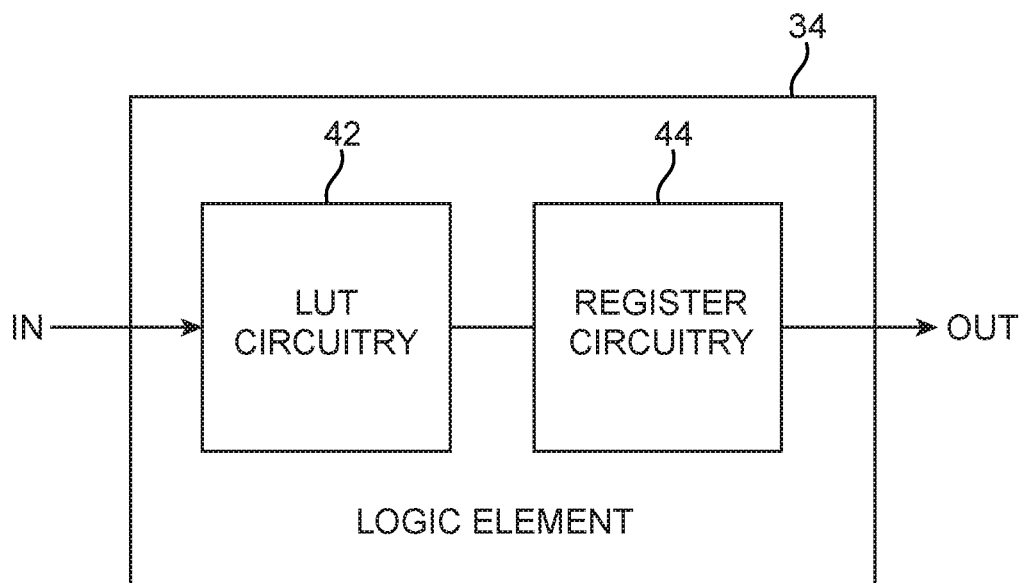 34
42
44
LUT
CIRCUITRY
REGISTER
CIRCUITRY
IN
OUT
LOGIC ELEMENT